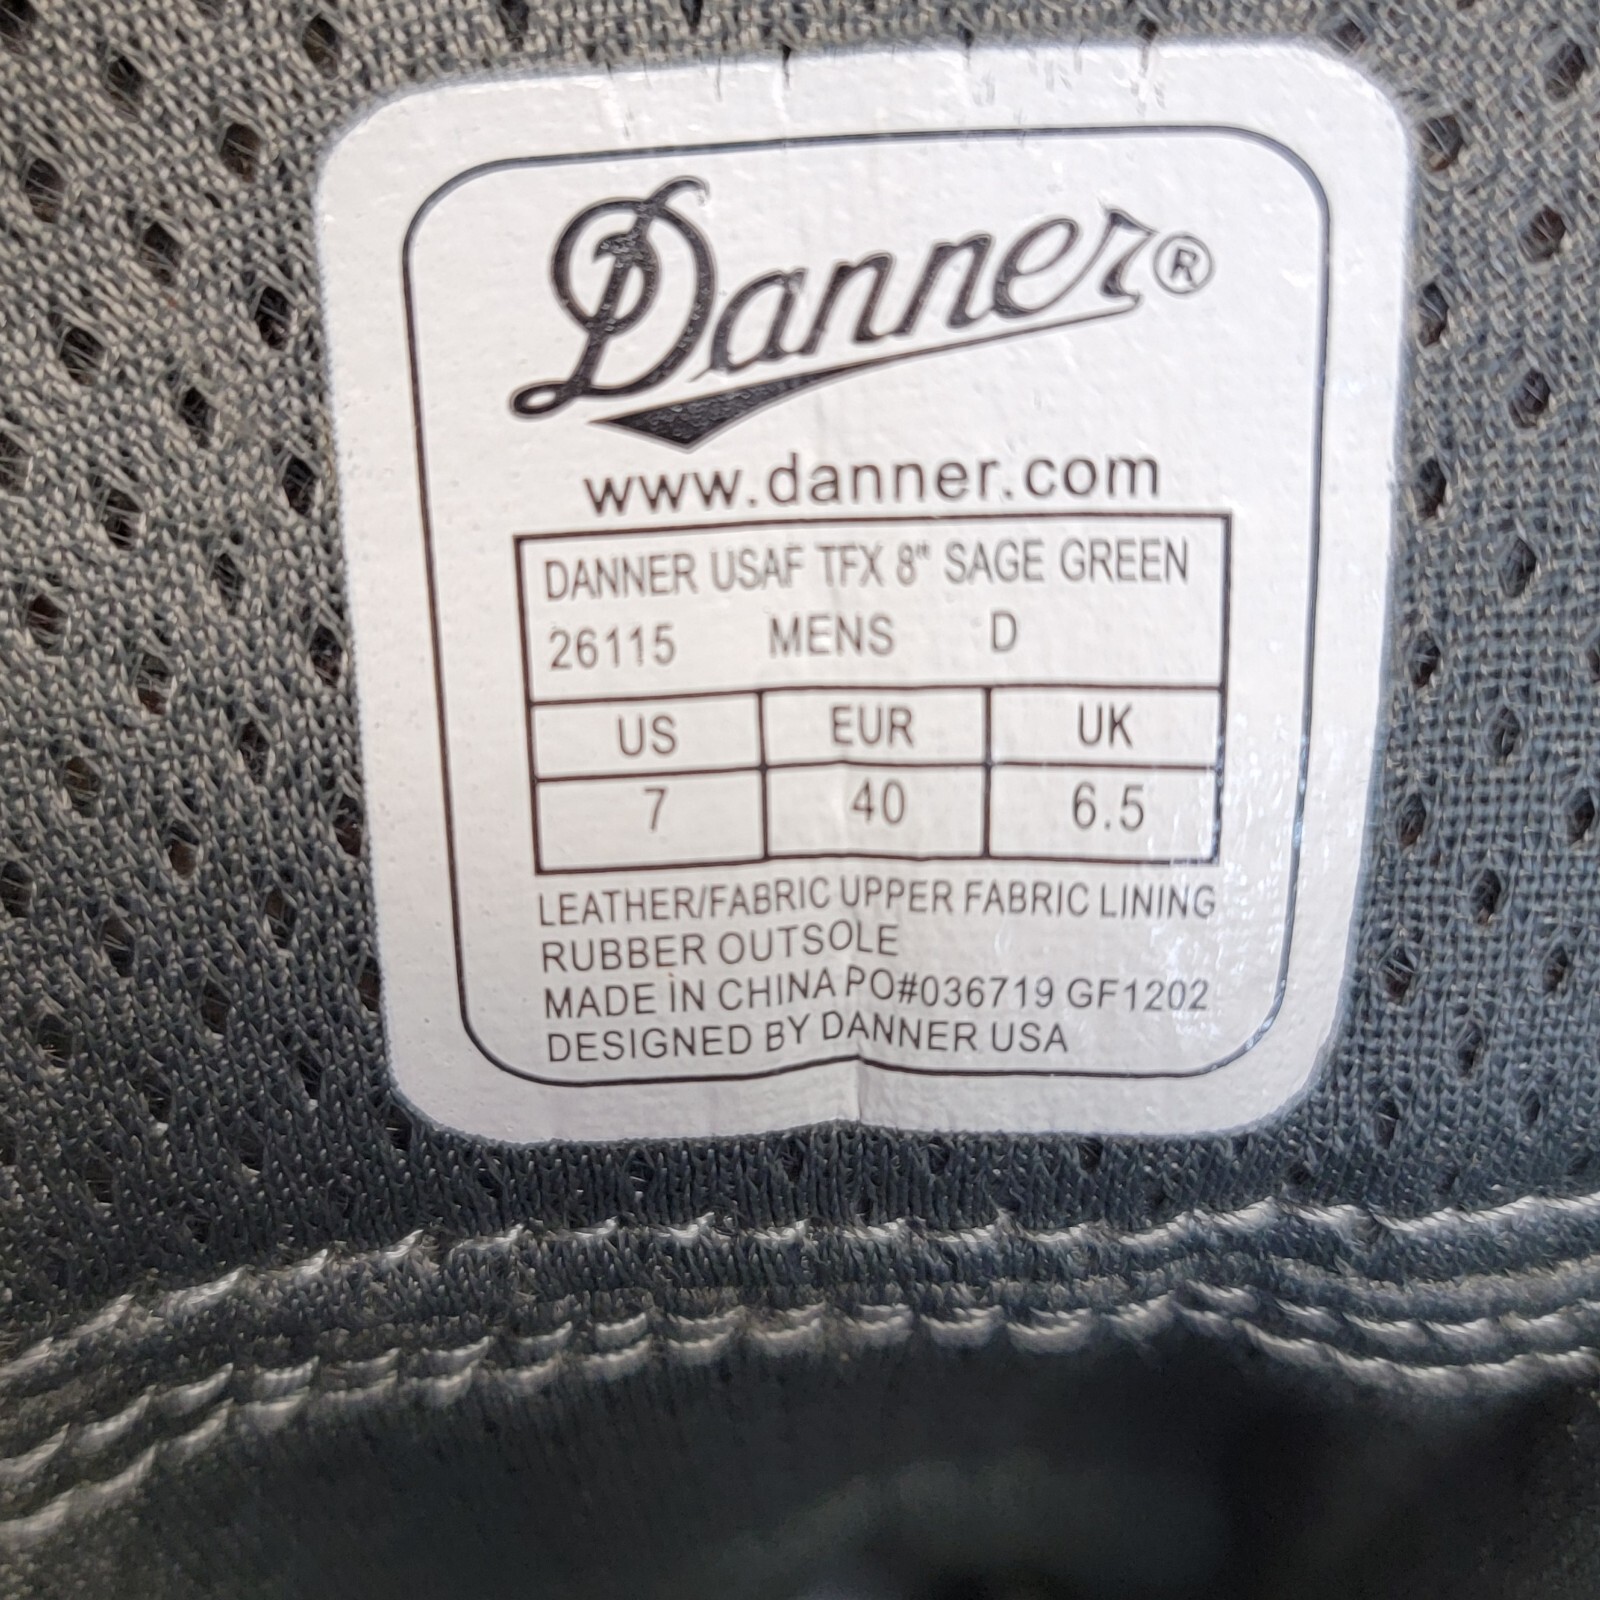 Danner®
www.danner.com
DANNER USAF TFX 8" SAGE GREEN
26115 MENS D
US EUR UK
7 40 6.5
LEATHER/FABRIC UPPER FABRIC LINING
RUBBER OUTSOLE
MADE IN CHINA PO#036719 GF1202
DESIGNED BY DANNER USA